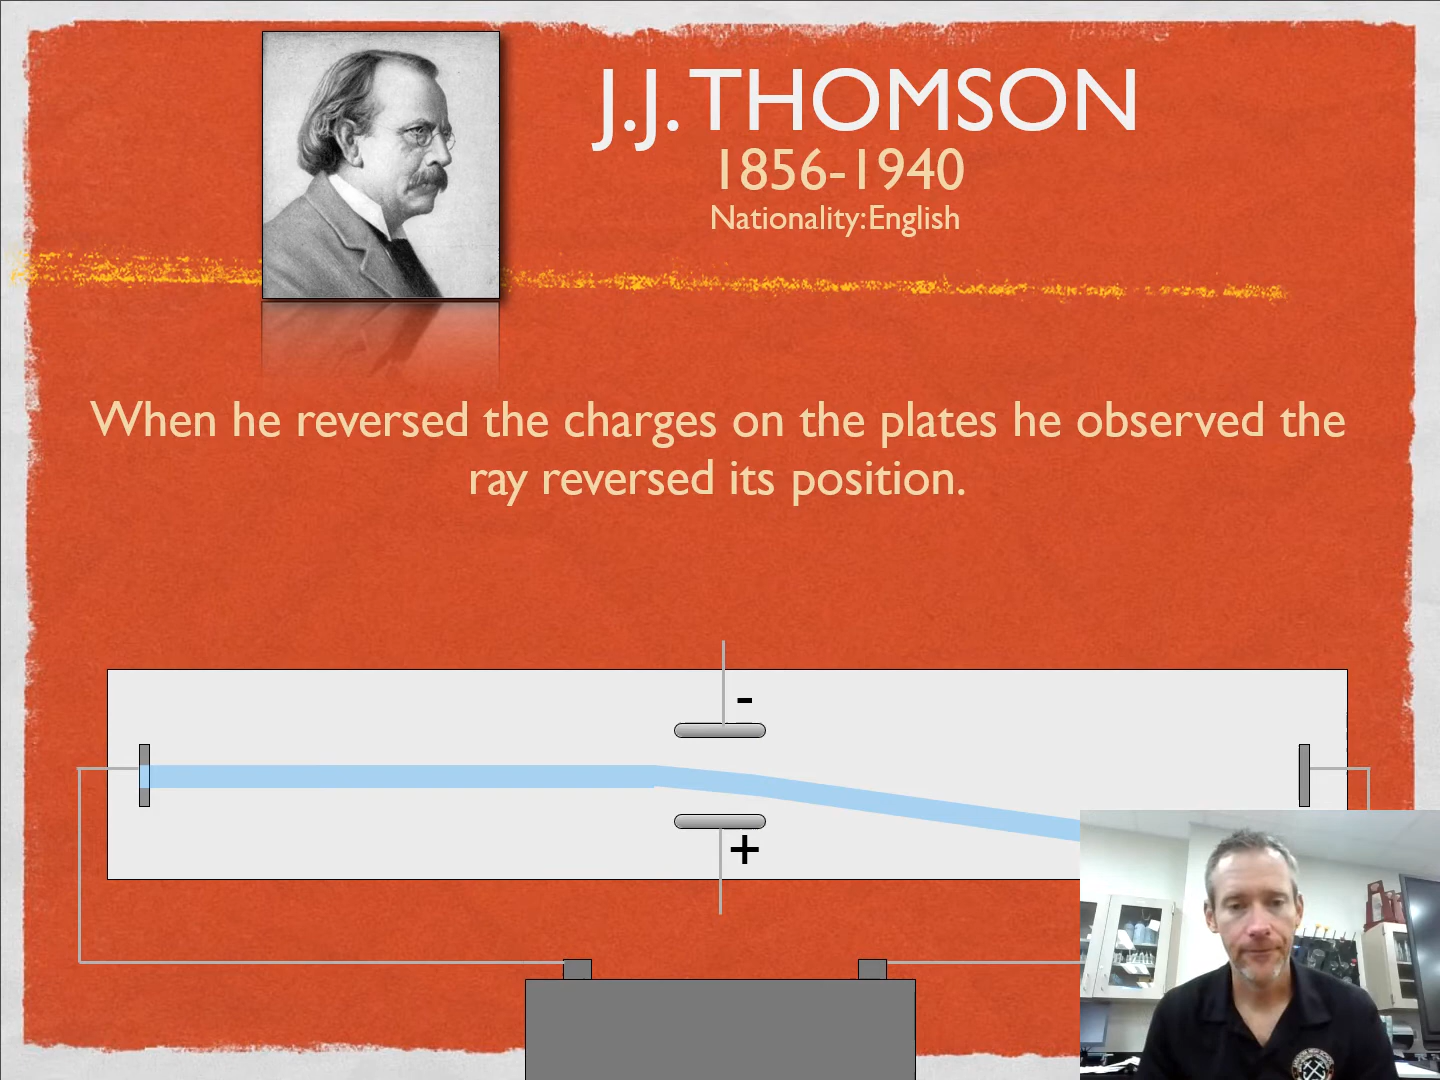 J.J. THOMSON
1856-1940
Nationality:English
When he reversed the charges on the plates he observed the
ray reversed its position.
-
+